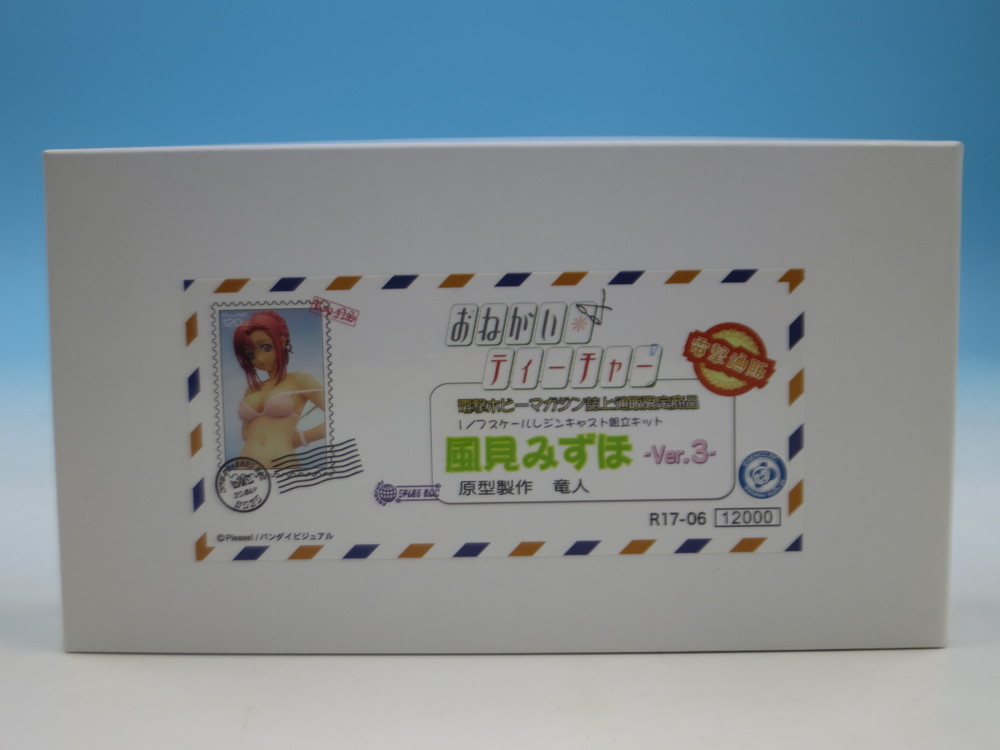 おねがい＊
ティーチャー
電撃通販
電撃ホビーマガジン誌上通販限定商品
1/7スケールレジンキャスト組立キット
風見みずほ -Ver.3-
原型製作　竜人
R17-06 12000
©Please!/バンダイビジュアル